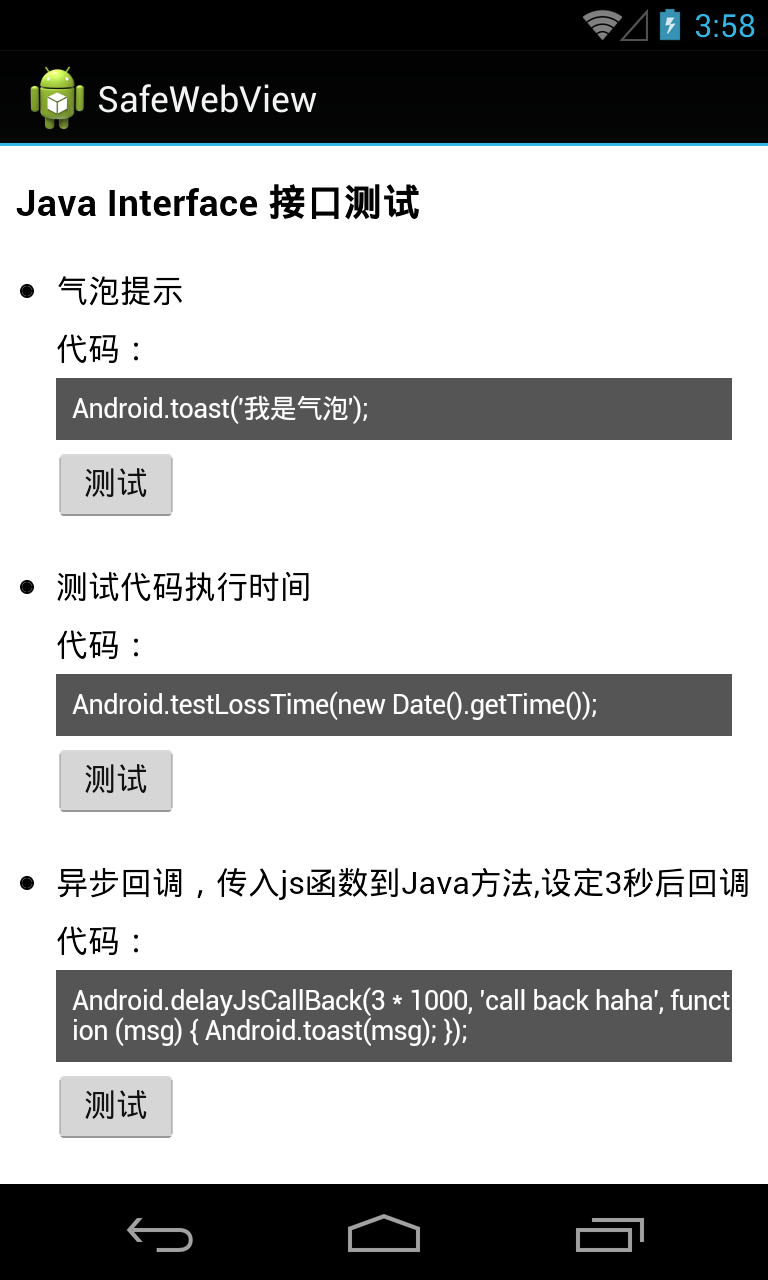 3:58
SafeWebView
Java Interface 接口测试
气泡提示
代码：
Android.toast('我是气泡');
测试
测试代码执行时间
代码：
Android.testLossTime(new Date().getTime());
测试
异步回调，传入js函数到Java方法,设定3秒后回调
代码：
Android.delayJsCallBack(3 * 1000, 'call back haha', funct
ion (msg) { Android.toast(msg); });
测试